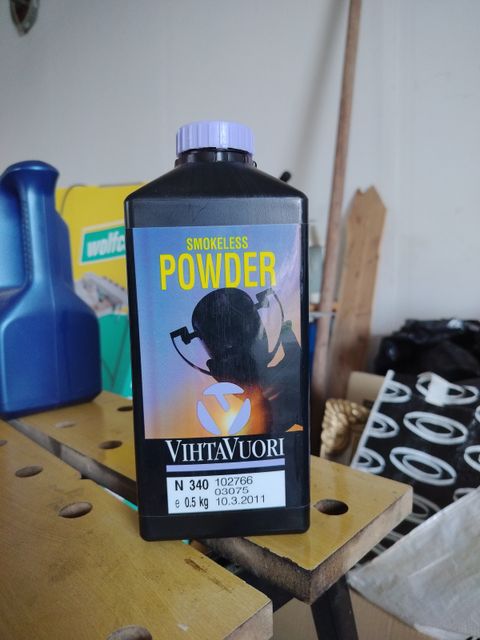 wolfc
SMOKELESS
POWDER
VIHTAVUORI
N 340 102766
03075
e 0.5 kg 10.3.2011